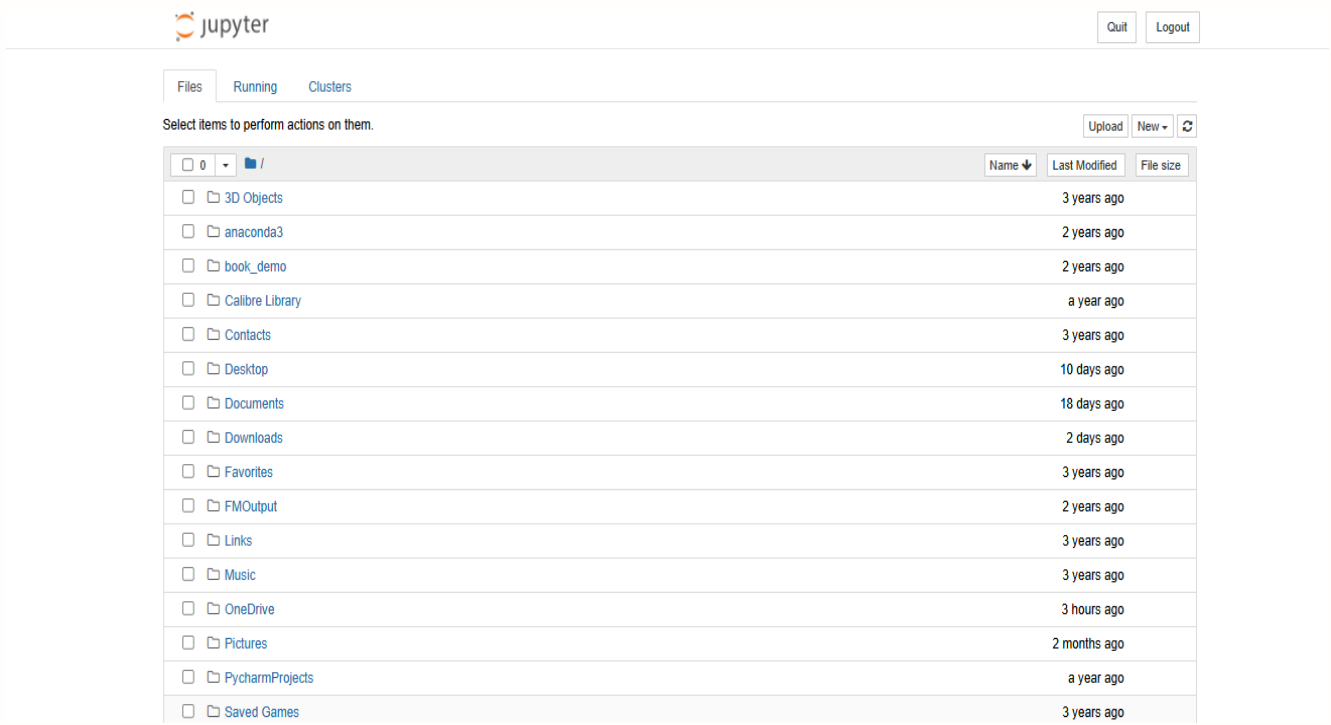 jupyter Quit Logout
Files Running Clusters
Select items to perform actions on them. Upload New
0 / Name Last Modified File size
3D Objects 3 years ago
anaconda3 2 years ago
book_demo 2 years ago
Calibre Library a year ago
Contacts 3 years ago
Desktop 10 days ago
Documents 18 days ago
Downloads 2 days ago
Favorites 3 years ago
FMOutput 2 years ago
Links 3 years ago
Music 3 years ago
OneDrive 3 hours ago
Pictures 2 months ago
PycharmProjects a year ago
Saved Games 3 years ago